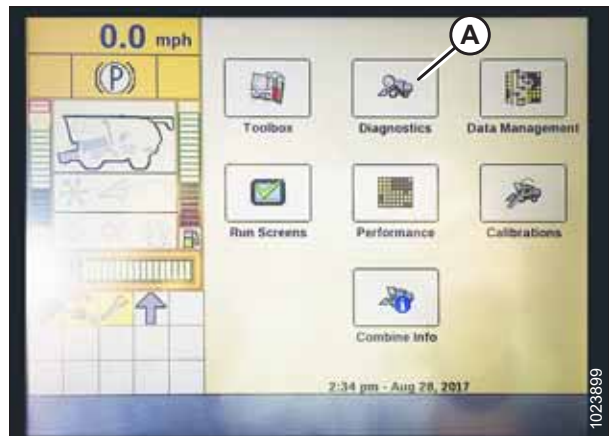 0.0 mph
A
(P)
Toolbox
Diagnostics
Data Management
Run Screens
Performance
Calibrations
Combine Info
2:34 pm - Aug 28, 2017
1023899